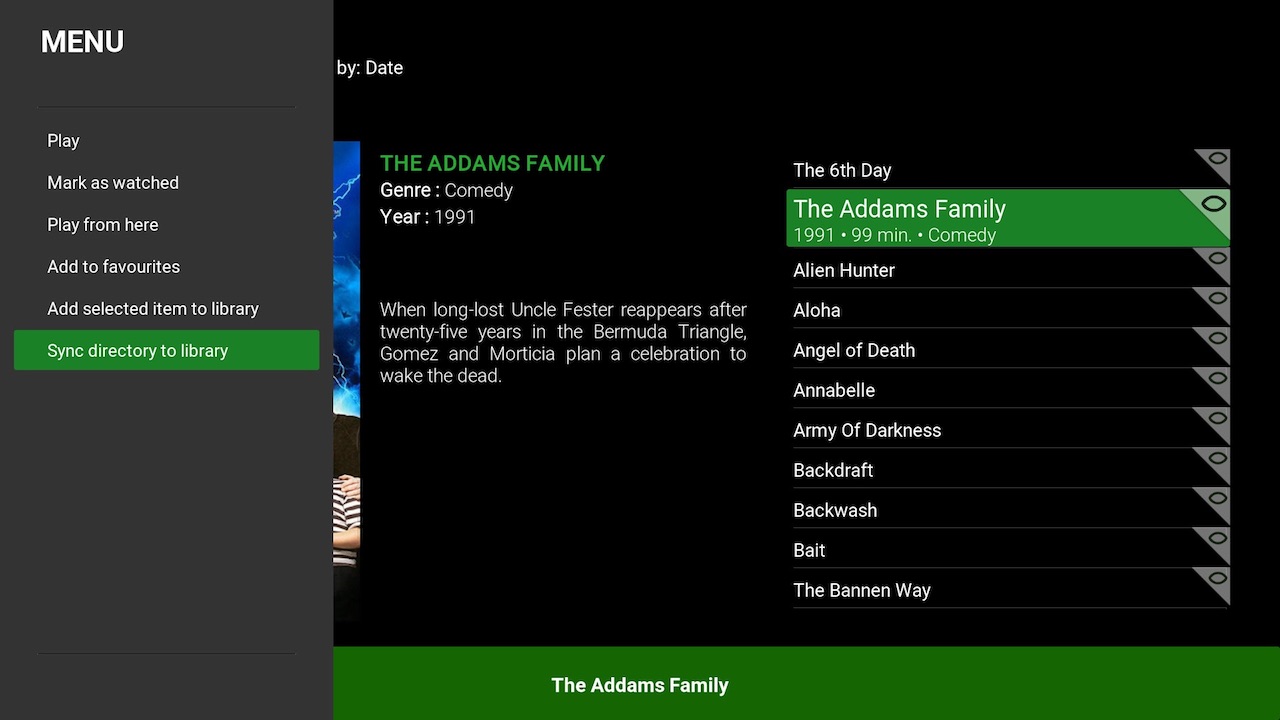 MENU
Play
Mark as watched
Play from here
Add to favourites
Add selected item to library
Sync directory to library
by: Date
THE ADDAMS FAMILY
Genre : Comedy
Year : 1991
When long-lost Uncle Fester reappears after
twenty-five years in the Bermuda Triangle,
Gomez and Morticia plan a celebration to
wake the dead.
The 6th Day
The Addams Family
1991 • 99 min. • Comedy
Alien Hunter
Aloha
Angel of Death
Annabelle
Army Of Darkness
Backdraft
Backwash
Bait
The Bannen Way
The Addams Family